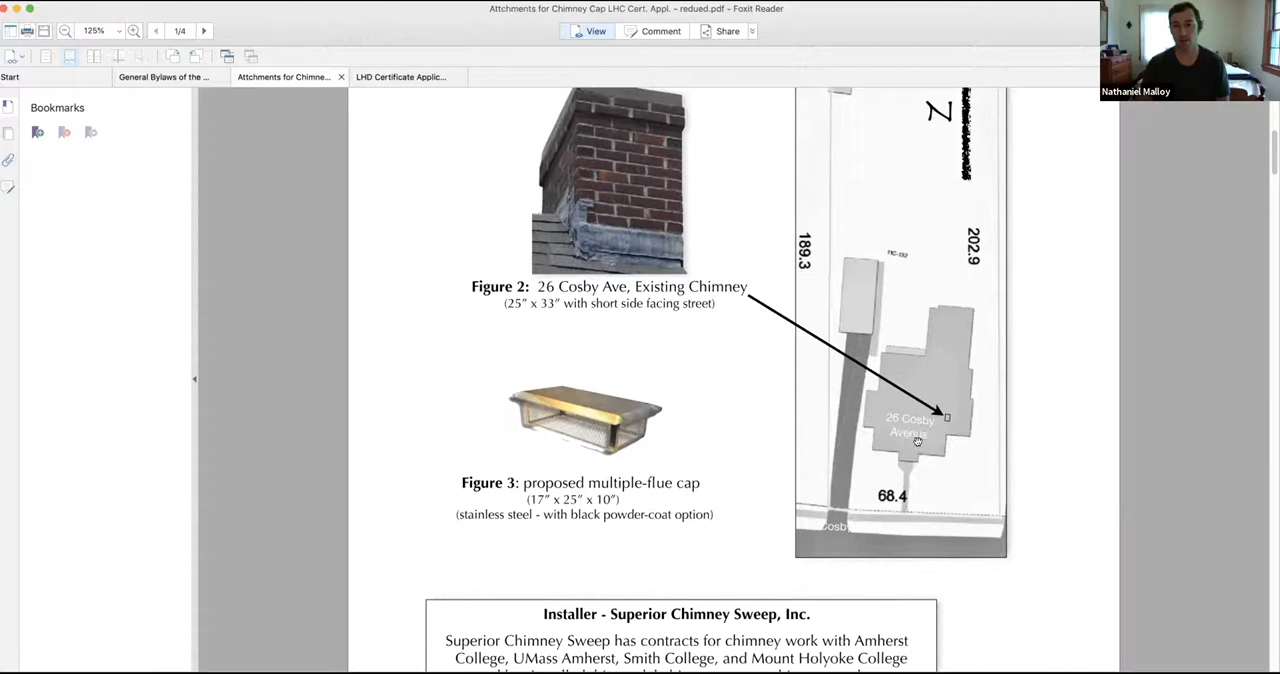 Attchments for Chimney Cap LHC Cert. Appl. - redued.pdf - Foxit Reader
125%
1/4
View
Comment
Share
Start
General Bylaws of the ...
Attchments for Chimne...
LHD Certificate Applic...
Nathaniel Malloy
Bookmarks
Z
189.3
202.9
Figure 2: 26 Cosby Ave, Existing Chimney
(25" x 33" with short side facing street)
26 Cosby
Avenue
Figure 3: proposed multiple-flue cap
(17" x 25" x 10")
(stainless steel - with black powder-coat option)
68.4
Cosby
Installer - Superior Chimney Sweep, Inc.
Superior Chimney Sweep has contracts for chimney work with Amherst
College, UMass Amherst, Smith College, and Mount Holyoke College